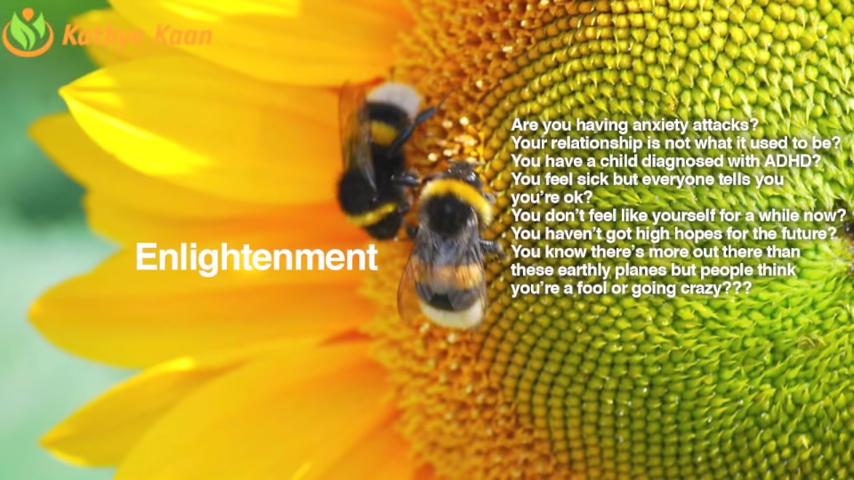 Kathye Kaan
Enlightenment
Are you having anxiety attacks?
Your relationship is not what it used to be?
You have a child diagnosed with ADHD?
You feel sick but everyone tells you
you're ok?
You don't feel like yourself for a while now?
You haven't got high hopes for the future?
You know there's more out there than
these earthly planes but people think
you're a fool or going crazy???